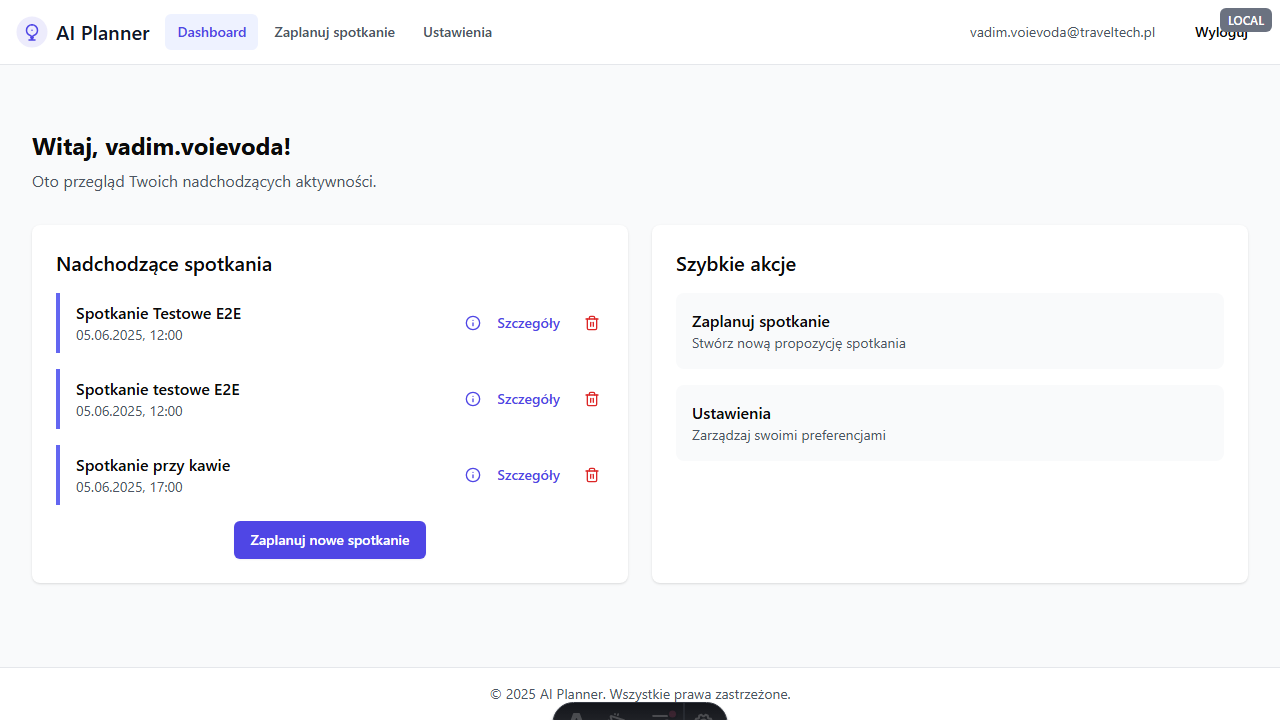 AI Planner
Dashboard
Zaplanuj spotkanie
Ustawienia
vadim.voievoda@traveltech.pl
LOCAL
Wyloguj
Witaj, vadim.voievoda!
Oto przegląd Twoich nadchodzących aktywności.
Nadchodzące spotkania
Spotkanie Testowe E2E
05.06.2025, 12:00
Szczegóły
Spotkanie testowe E2E
05.06.2025, 12:00
Szczegóły
Spotkanie przy kawie
05.06.2025, 17:00
Szczegóły
Zaplanuj nowe spotkanie
Szybkie akcje
Zaplanuj spotkanie
Stwórz nową propozycję spotkania
Ustawienia
Zarządzaj swoimi preferencjami
© 2025 AI Planner. Wszystkie prawa zastrzeżone.